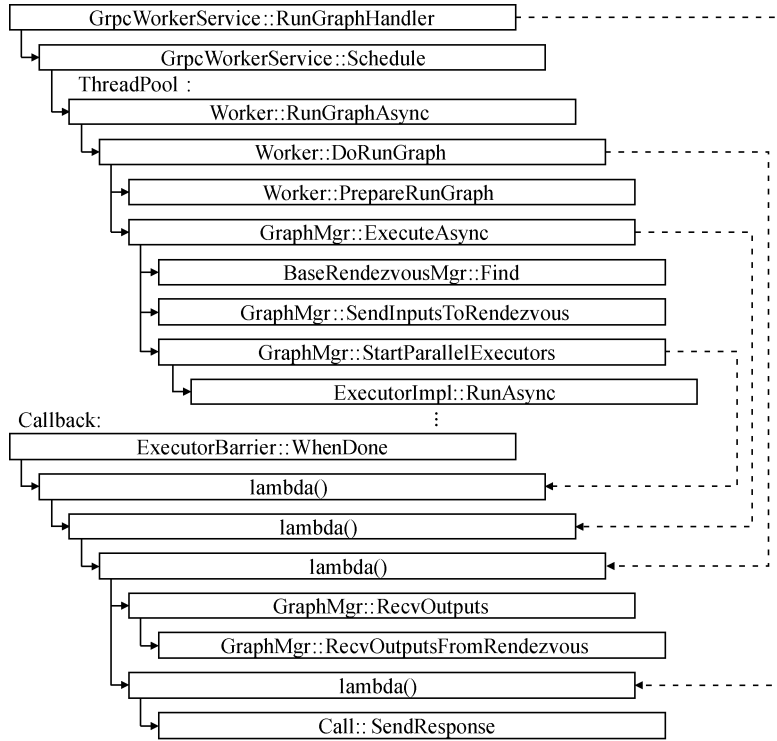 GrpcWorkerService::RunGraphHandler
GrpcWorkerService::Schedule
ThreadPool :
Worker::RunGraphAsync
Worker::DoRunGraph
Worker::PrepareRunGraph
GraphMgr::ExecuteAsync
BaseRendezvousMgr::Find
GraphMgr::SendInputsToRendezvous
GraphMgr::StartParallelExecutors
ExecutorImpl::RunAsync
⋮
Callback:
ExecutorBarrier::WhenDone
lambda()
lambda()
lambda()
GraphMgr::RecvOutputs
GraphMgr::RecvOutputsFromRendezvous
lambda()
Call:: SendResponse